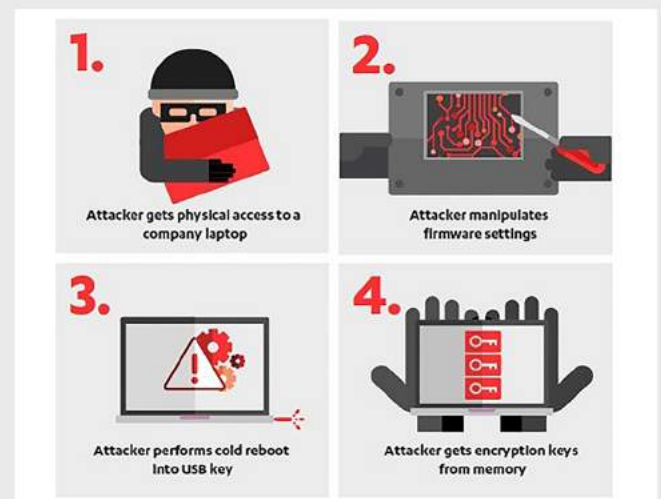 1.
Attacker gets physical access to a
company laptop
2.
Attacker manipulates
firmware settings
3.
Attacker performs cold reboot
into USB key
4.
Attacker gets encryption keys
from memory